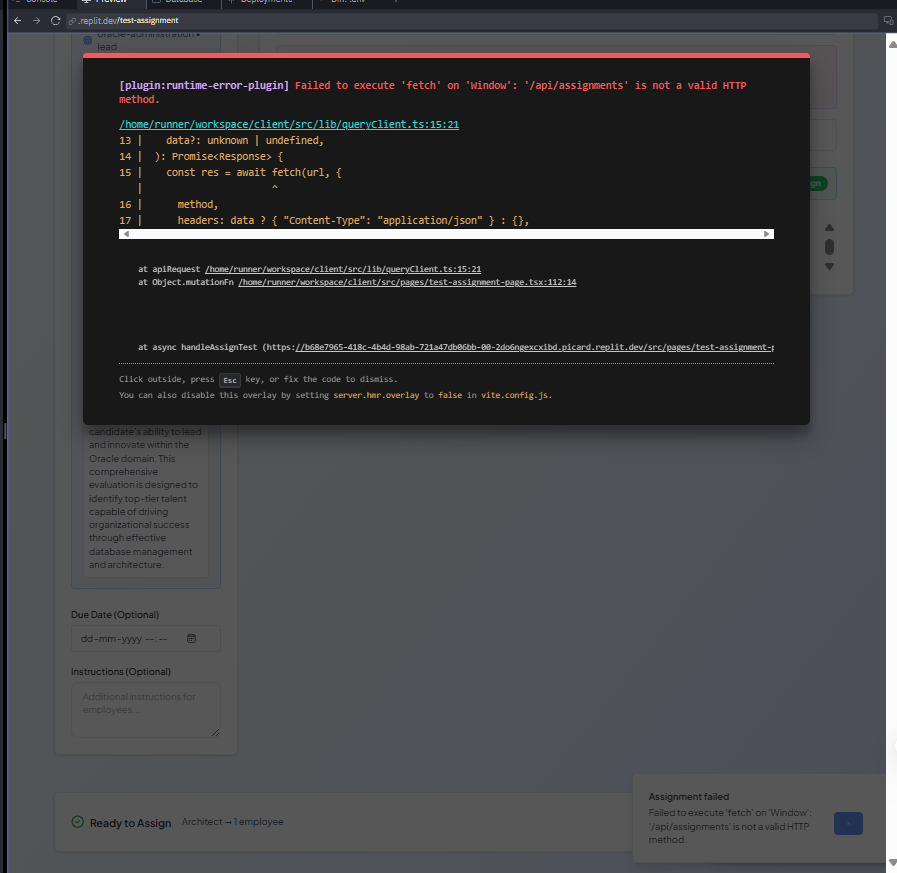 Console
Preview
Database
Deployments
.replit.dev/test-assignment
oracle-administration •
lead
[plugin:runtime-error-plugin] Failed to execute 'fetch' on 'Window': '/api/assignments' is not a valid HTTP
method.
/home/runner/workspace/client/src/lib/queryClient.ts:15:21
13 |    data?: unknown | undefined,
14 |  ): Promise<Response> {
15 |    const res = await fetch(url, {
   |                      ^
16 |      method,
17 |      headers: data ? { "Content-Type": "application/json" } : {},
at apiRequest /home/runner/workspace/client/src/lib/queryClient.ts:15:21
at Object.mutationFn /home/runner/workspace/client/src/pages/test-assignment-page.tsx:112:14
at async handleAssignTest (https://b68e7965-418c-4b4d-98ab-721a47db06bb-00-2do6ngexcxibd.picard.replit.dev/src/pages/test-assignment-p
Click outside, press Esc key, or fix the code to dismiss.
You can also disable this overlay by setting server.hmr.overlay to false in vite.config.js.
candidate's ability to lead
and innovate within the
Oracle domain. This
comprehensive
evaluation is designed to
identify top-tier talent
capable of driving
organizational success
through effective
database management
and architecture.
Due Date (Optional)
dd-mm-yyyy --:--
Instructions (Optional)
Additional instructions for
employees...
Ready to Assign Architect → 1 employee
Assignment failed
Failed to execute 'fetch' on 'Window':
'/api/assignments' is not a valid HTTP
method.